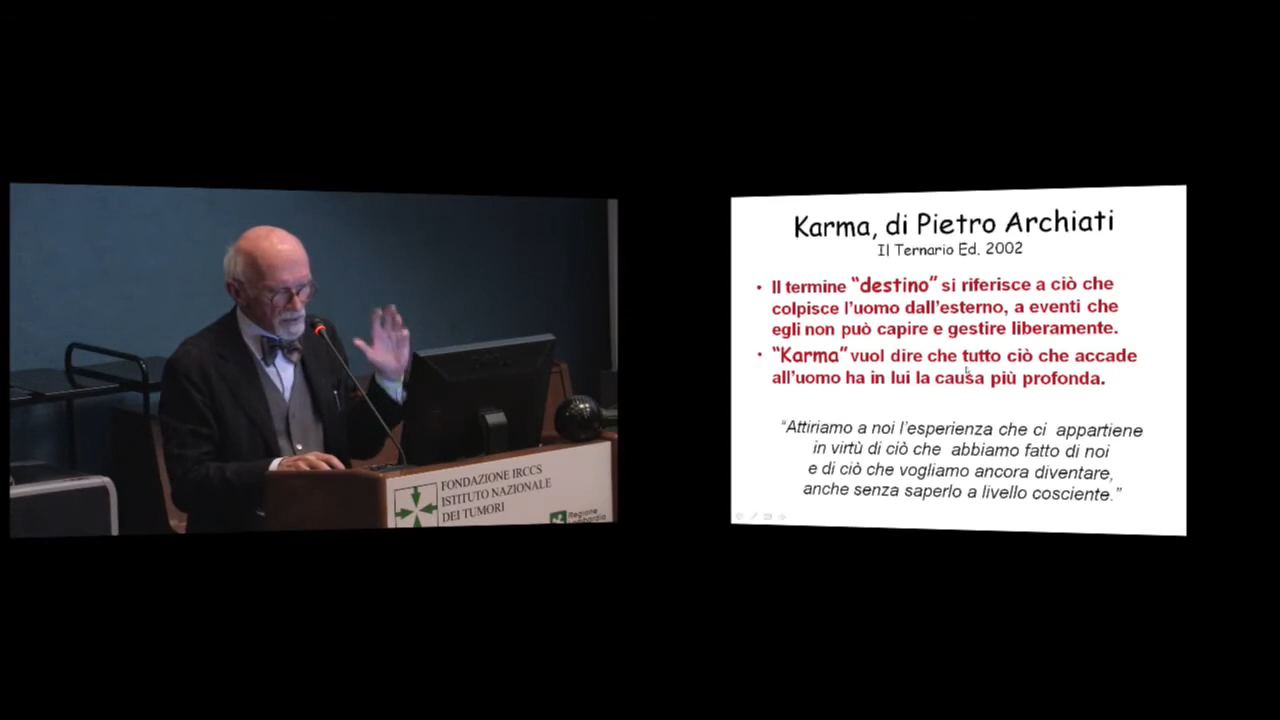 FONDAZIONE IRCCS
ISTITUTO NAZIONALE
DEI TUMORI
Regione
Lombardia
Karma, di Pietro Archiati
Il Ternario Ed. 2002
• Il termine “destino” si riferisce a ciò che
colpisce l’uomo dall’esterno, a eventi che
egli non può capire e gestire liberamente.
• “Karma” vuol dire che tutto ciò che accade
all’uomo ha in lui la causa più profonda.
“Attiriamo a noi l’esperienza che ci appartiene
in virtù di ciò che abbiamo fatto di noi
e di ciò che vogliamo ancora diventare,
anche senza saperlo a livello cosciente.”